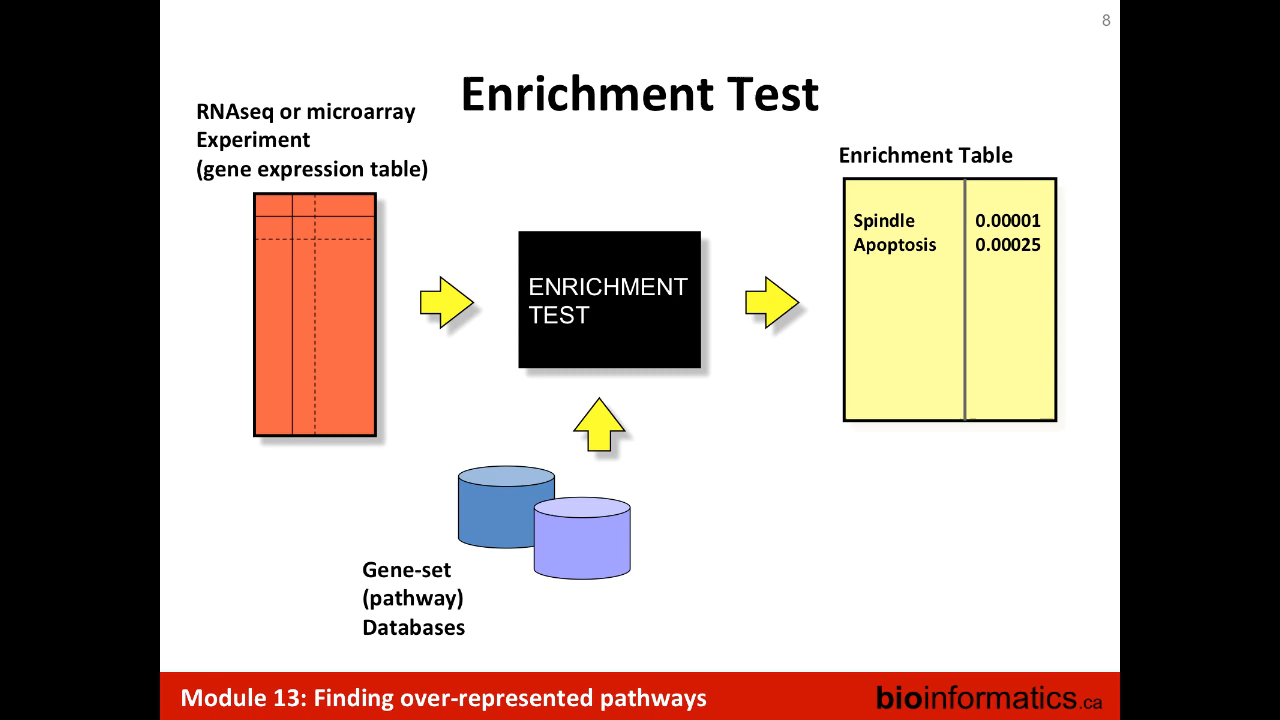 8
Enrichment Test
RNAseq or microarray
Experiment
(gene expression table)
Enrichment Table
Spindle 0.00001
Apoptosis 0.00025
ENRICHMENT
TEST
Gene-set
(pathway)
Databases
Module 13: Finding over-represented pathways
bioinformatics.ca